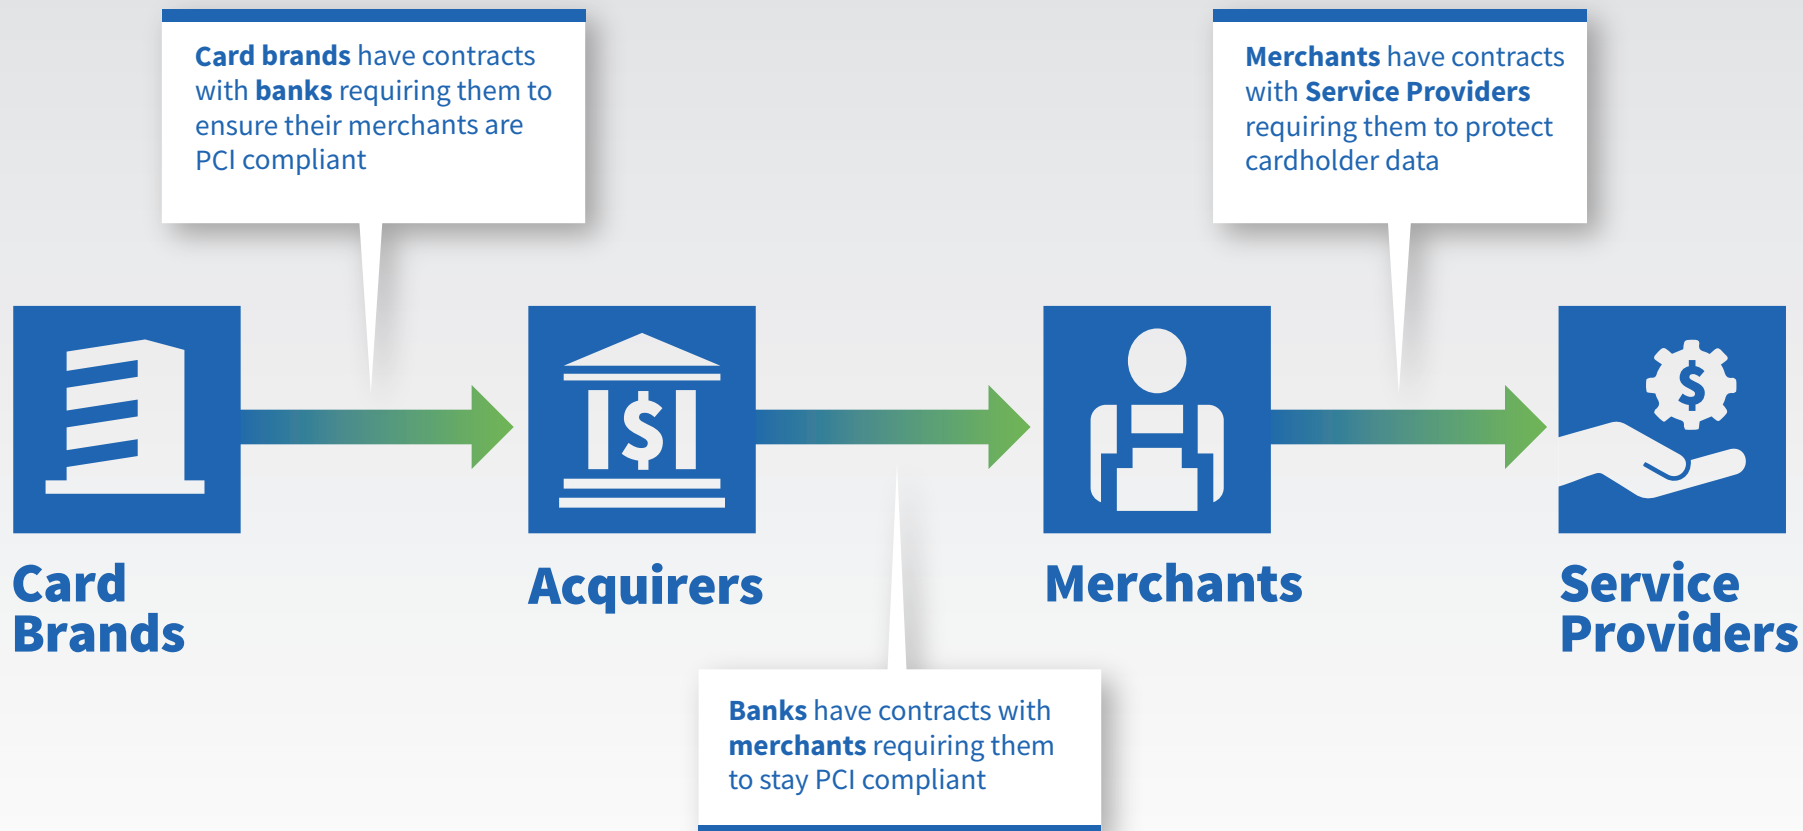 Card brands have contracts
with banks requiring them to
ensure their merchants are
PCI compliant
Merchants have contracts
with Service Providers
requiring them to protect
cardholder data
$
$
Card
Brands
Acquirers
Merchants
Service
Providers
Banks have contracts with
merchants requiring them
to stay PCI compliant